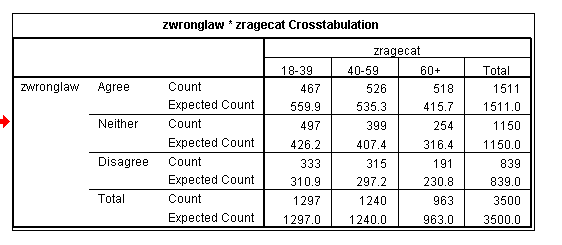 zwronglaw * zragecat Crosstabulation
zragecat
18-39 40-59 60+ Total
zwronglaw Agree Count 467 526 518 1511
Expected Count 559.9 535.3 415.7 1511.0
Neither Count 497 399 254 1150
Expected Count 426.2 407.4 316.4 1150.0
Disagree Count 333 315 191 839
Expected Count 310.9 297.2 230.8 839.0
Total Count 1297 1240 963 3500
Expected Count 1297.0 1240.0 963.0 3500.0